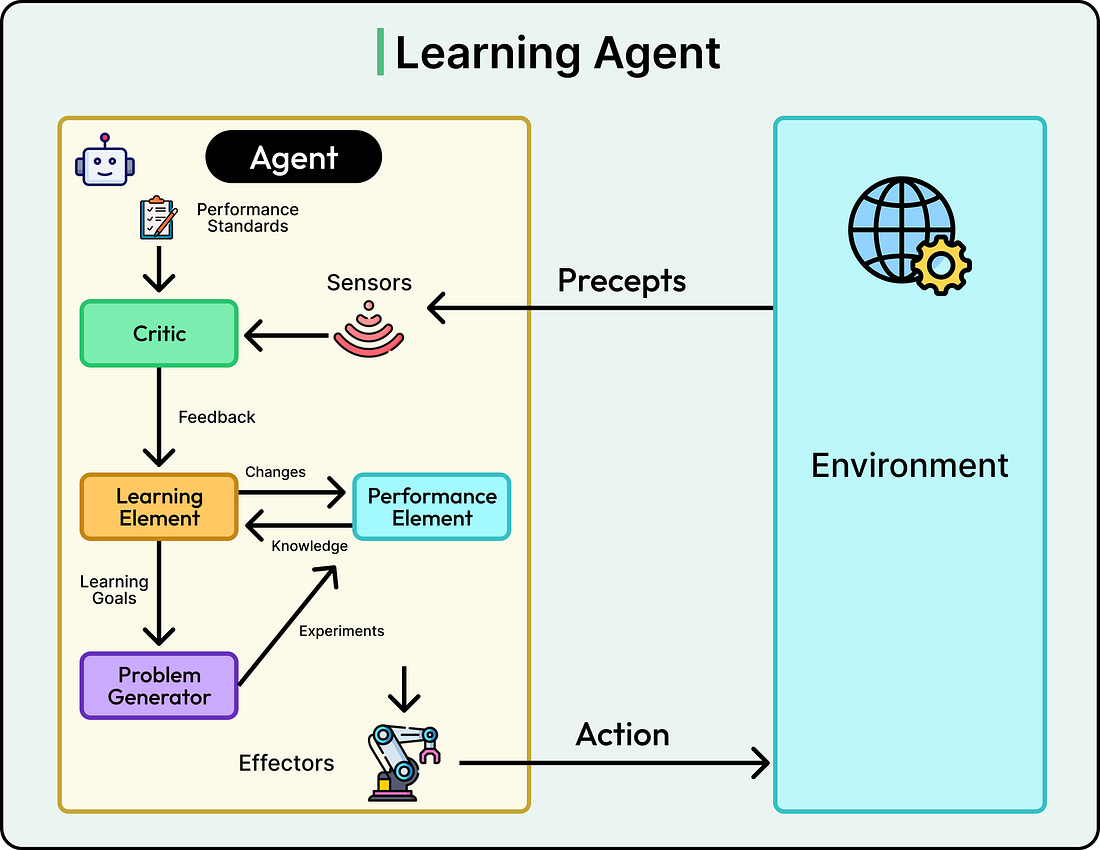 Learning Agent
Agent
Performance
Standards
Sensors
Precepts
Critic
Feedback
Environment
Changes
Learning
Element
Performance
Element
Knowledge
Learning
Goals
Experiments
Problem
Generator
Action
Effectors